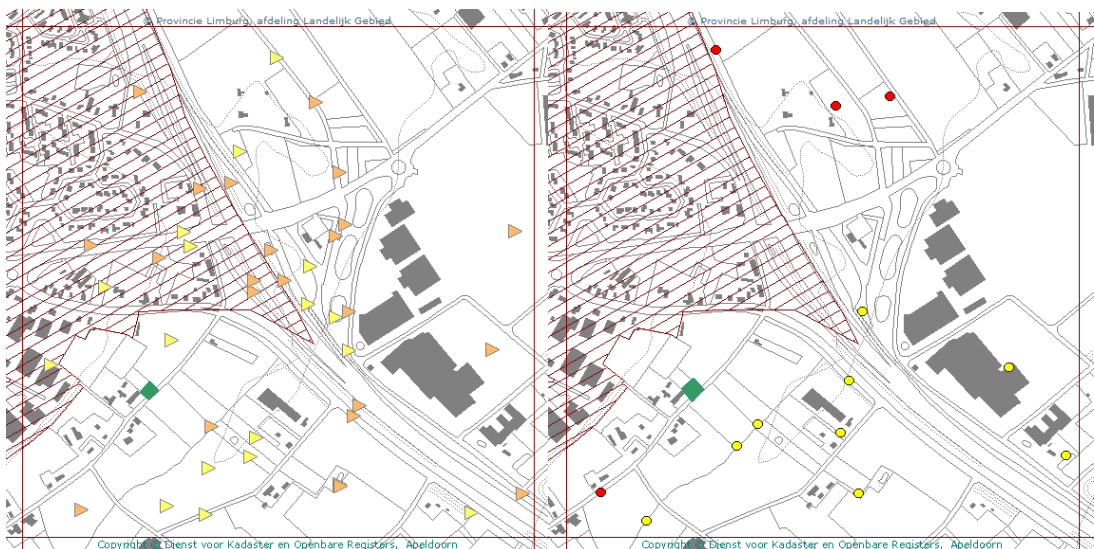 © Provincie Limburg, afdeling Landelijk Gebied
© Provincie Limburg, afdeling Landelijk Gebied
Copyright © Dienst voor Kadaster en Openbare Registers, Apeldoorn
Copyright © Dienst voor Kadaster en Openbare Registers, Apeldoorn